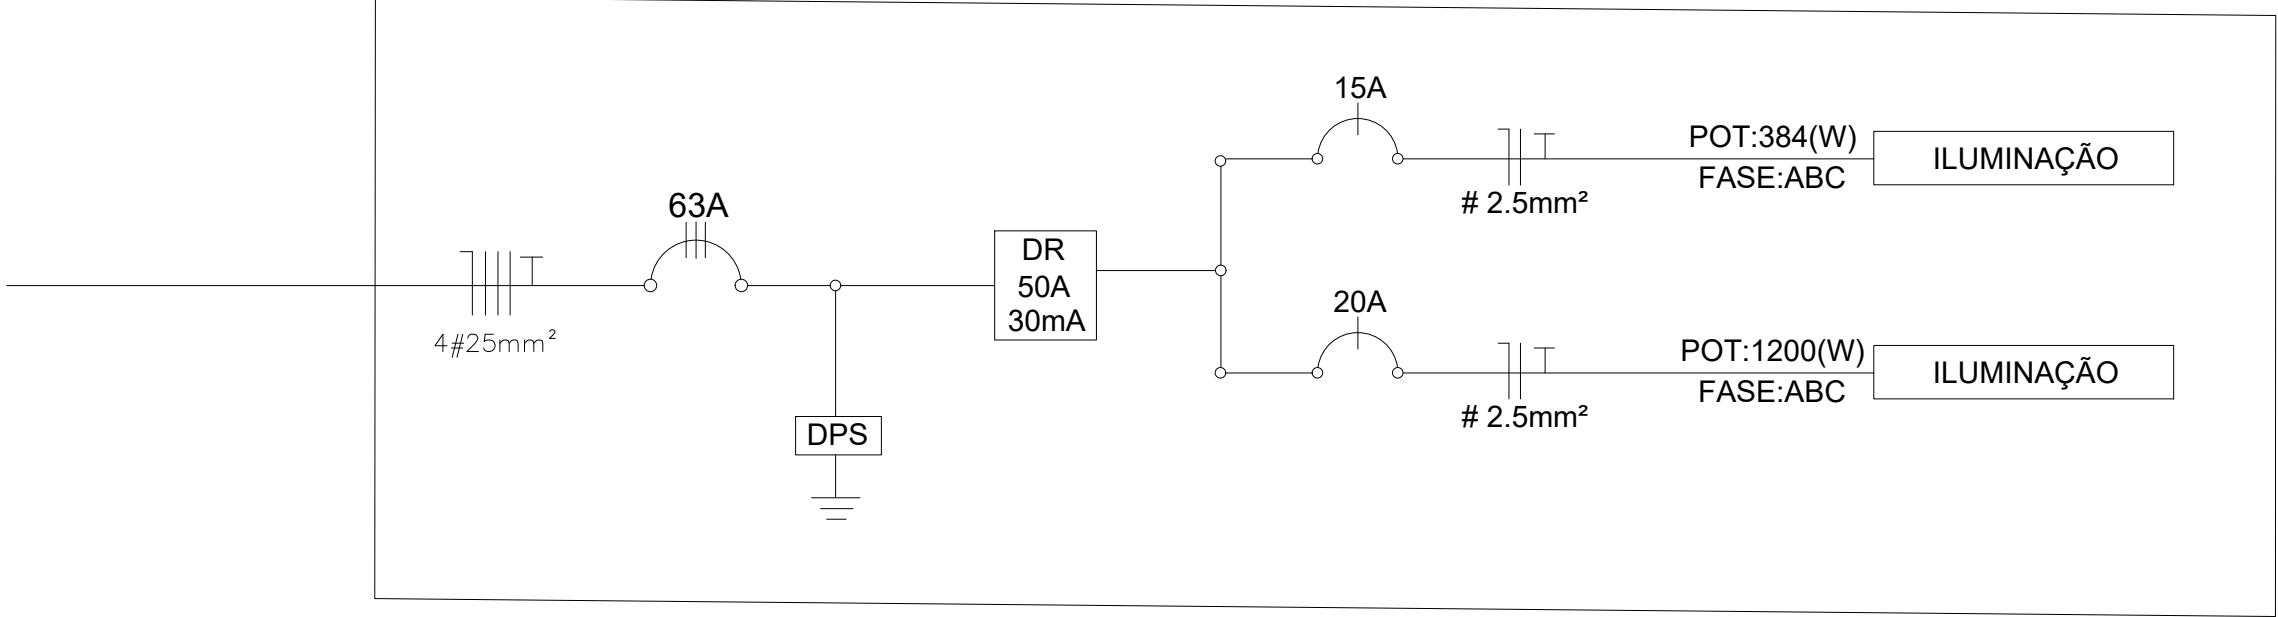 15A
POT:384(W)
ILUMINAÇÃO
FASE:ABC
# 2.5mm²
63A
4#25mm²
DR
50A
30mA
DPS
20A
POT:1200(W)
ILUMINAÇÃO
FASE:ABC
# 2.5mm²